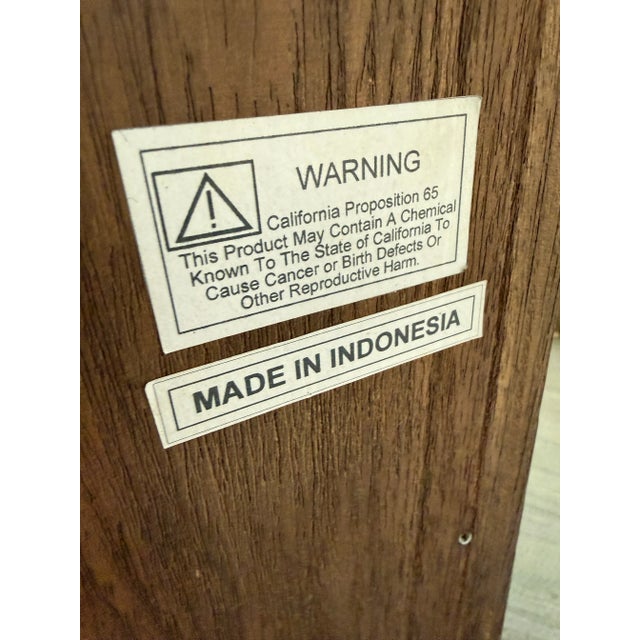 WARNING
California Proposition 65
This Product May Contain A Chemical
Known To The State of California To
Cause Cancer or Birth Defects Or
Other Reproductive Harm.
MADE IN INDONESIA